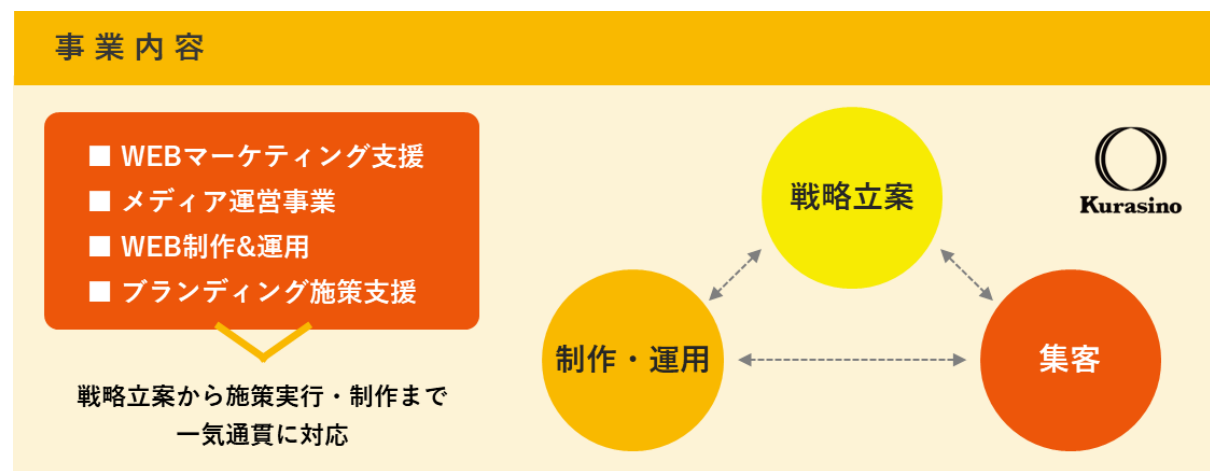 事業内容
■ WEBマーケティング支援
■ メディア運営事業
■ WEB制作&運用
■ ブランディング施策支援
戦略立案から施策実行・制作まで
一気通貫に対応
戦略立案
制作・運用
集客
Kurasino